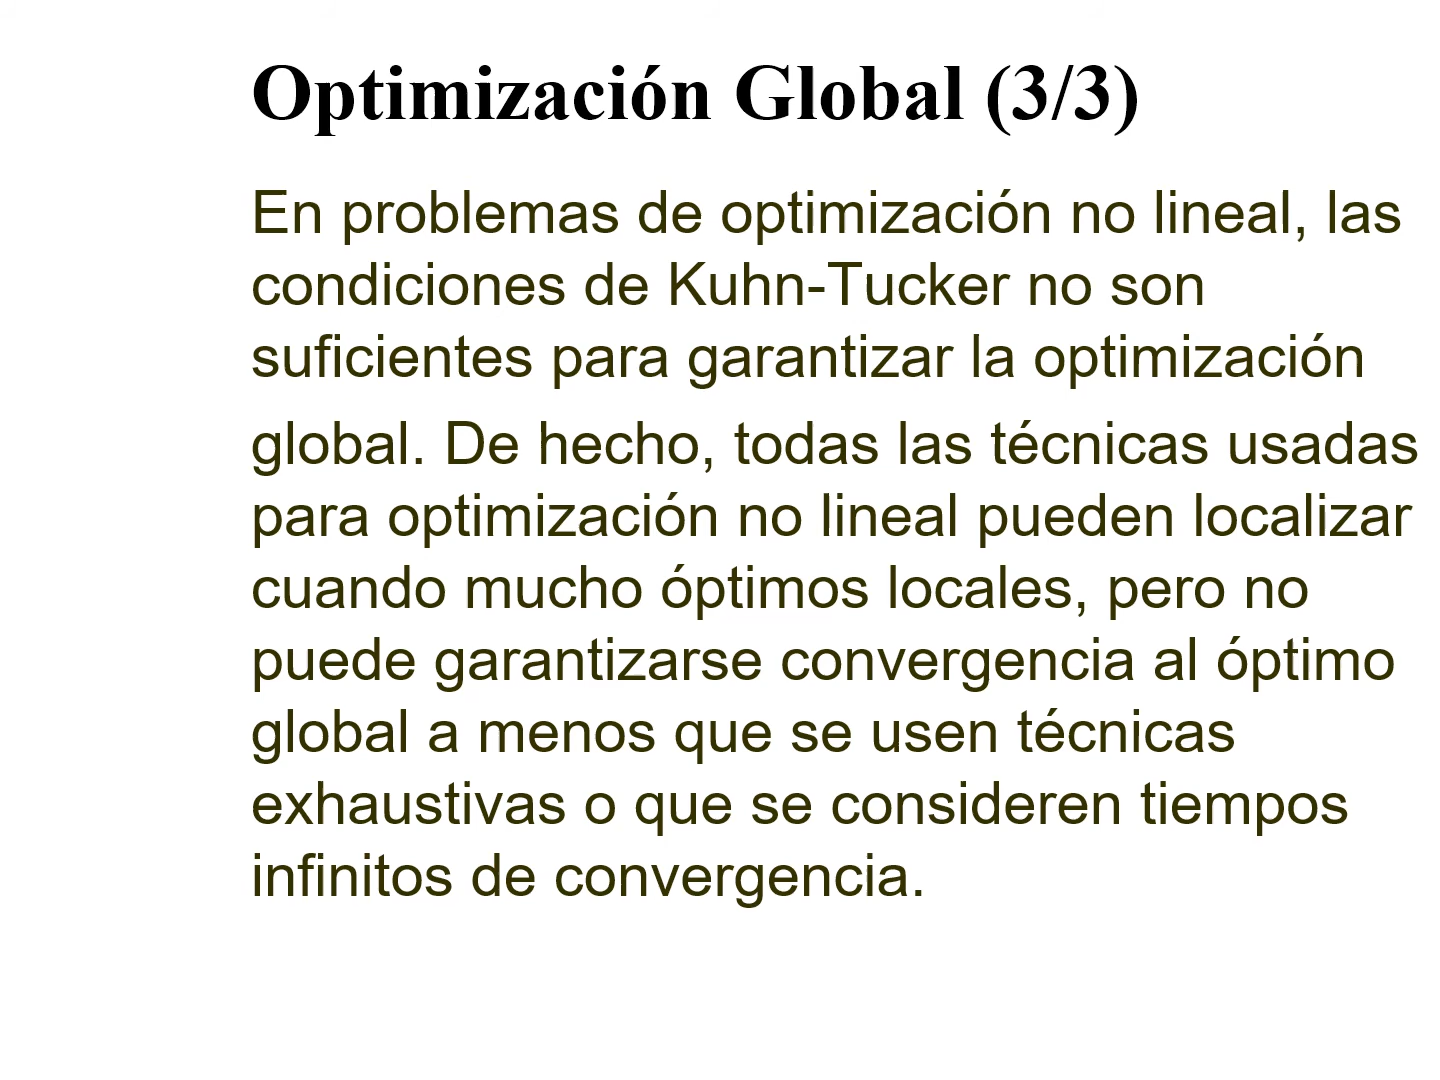 Optimización Global (3/3)
En problemas de optimización no lineal, las
condiciones de Kuhn-Tucker no son
suficientes para garantizar la optimización
global. De hecho, todas las técnicas usadas
para optimización no lineal pueden localizar
cuando mucho óptimos locales, pero no
puede garantizarse convergencia al óptimo
global a menos que se usen técnicas
exhaustivas o que se consideren tiempos
infinitos de convergencia.